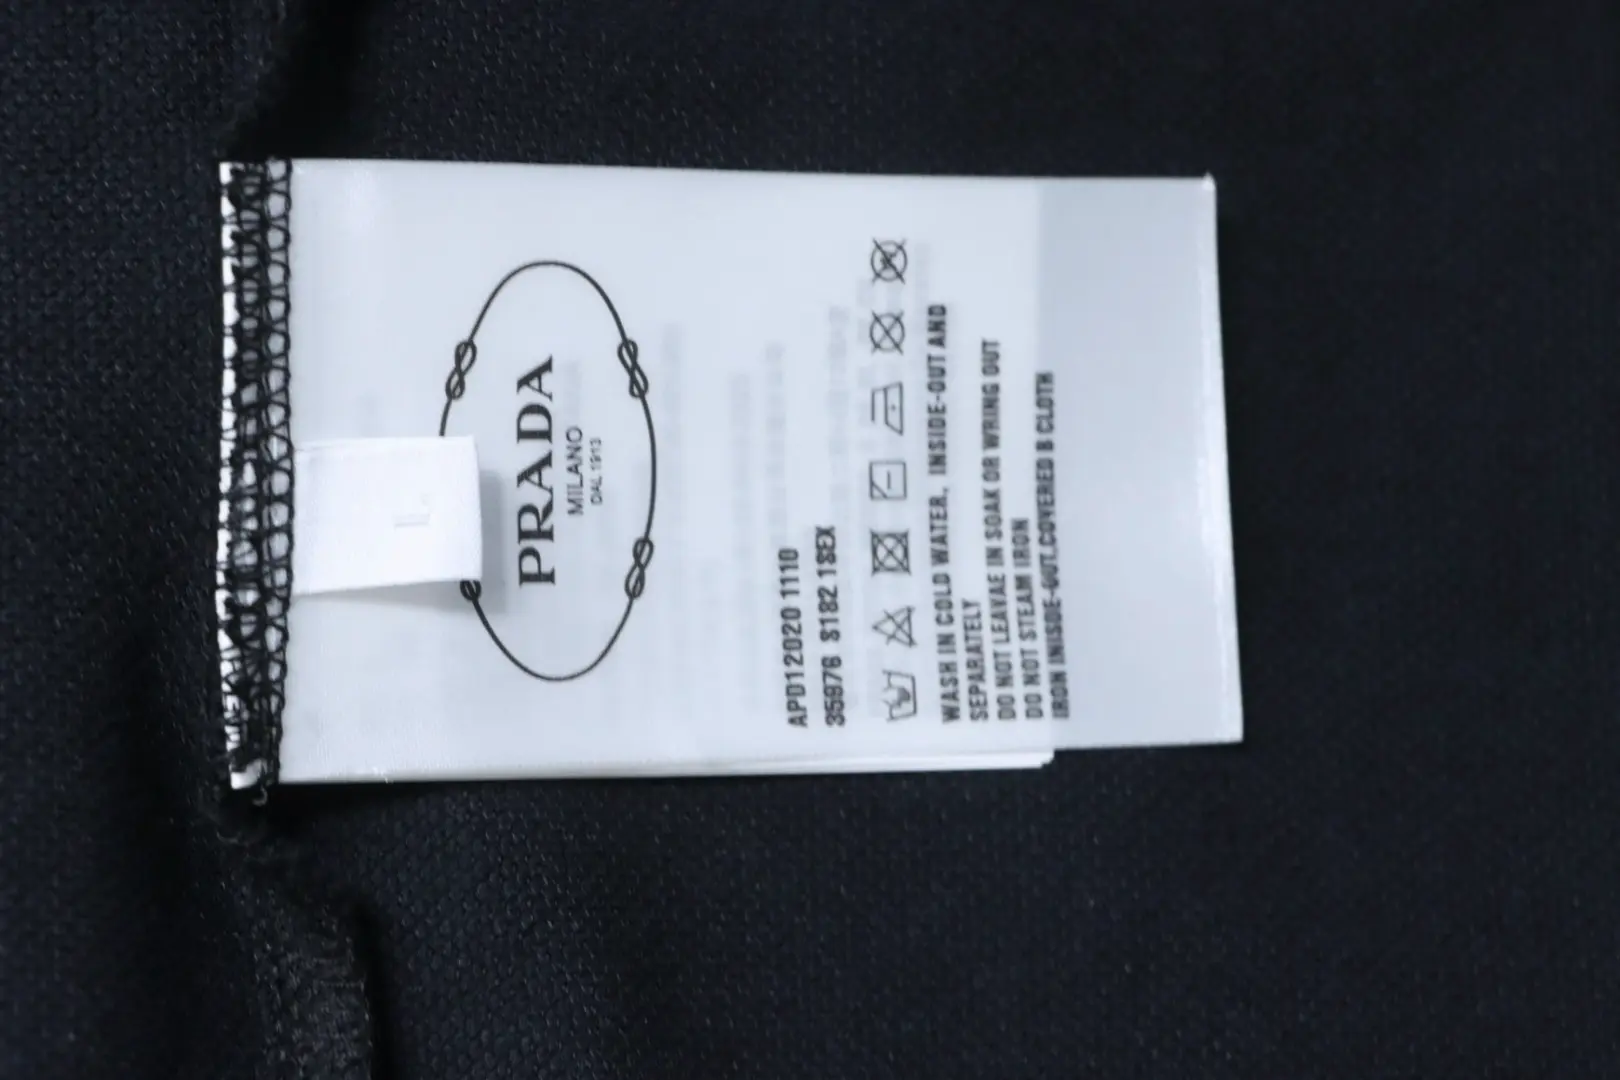 L
PRADA
MILANO
DAL 1913
APD12020 1110
359976 S182 1SEX
WASH IN COLD WATER, INSIDE-OUT AND
SEPARATELY
DO NOT LEAVAE IN SOAK OR WRING OUT
DO NOT STEAM IRON
IRON INISDE-OUT.COVERED B CLOTH